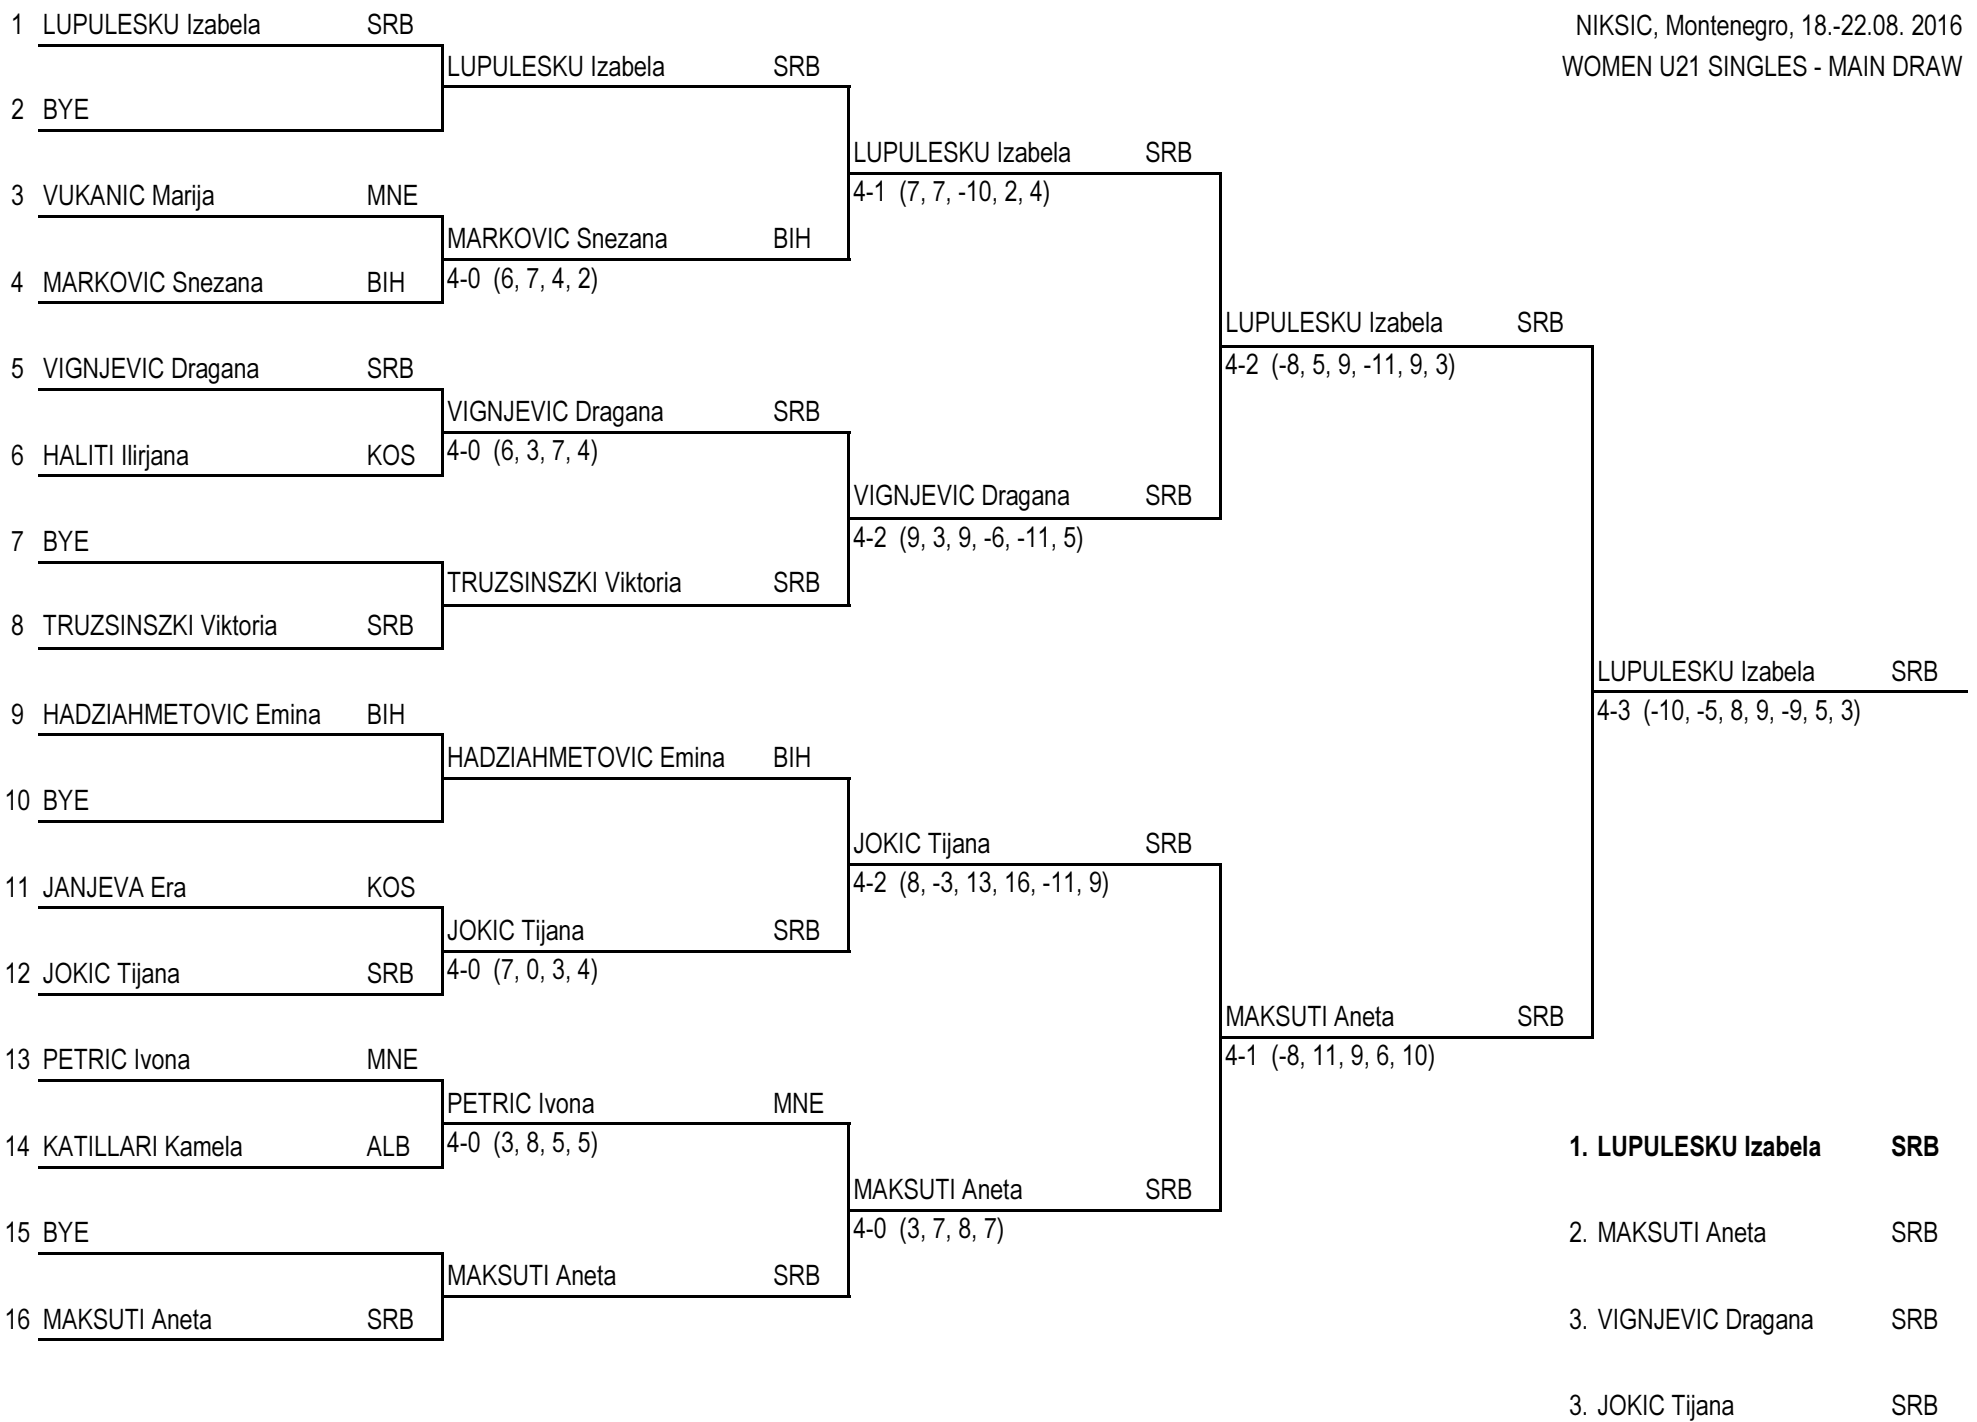 NIKSIC, Montenegro, 18.-22.08. 2016
WOMEN U21 SINGLES - MAIN DRAW
1 LUPULESKU Izabela SRB
2 BYE
3 VUKANIC Marija MNE
4 MARKOVIC Snezana BIH
5 VIGNJEVIC Dragana SRB
6 HALITI Ilirjana KOS
7 BYE
8 TRUZSINSZKI Viktoria SRB
9 HADZIAHMETOVIC Emina BIH
10 BYE
11 JANJEVA Era KOS
12 JOKIC Tijana SRB
13 PETRIC Ivona MNE
14 KATILLARI Kamela ALB
15 BYE
16 MAKSUTI Aneta SRB
LUPULESKU Izabela SRB
MARKOVIC Snezana BIH
4-0 (6, 7, 4, 2)
VIGNJEVIC Dragana SRB
4-0 (6, 3, 7, 4)
TRUZSINSZKI Viktoria SRB
HADZIAHMETOVIC Emina BIH
JOKIC Tijana SRB
4-0 (7, 0, 3, 4)
PETRIC Ivona MNE
4-0 (3, 8, 5, 5)
MAKSUTI Aneta SRB
LUPULESKU Izabela SRB
4-1 (7, 7, -10, 2, 4)
VIGNJEVIC Dragana SRB
4-2 (9, 3, 9, -6, -11, 5)
JOKIC Tijana SRB
4-2 (8, -3, 13, 16, -11, 9)
MAKSUTI Aneta SRB
4-0 (3, 7, 8, 7)
LUPULESKU Izabela SRB
4-2 (-8, 5, 9, -11, 9, 3)
MAKSUTI Aneta SRB
4-1 (-8, 11, 9, 6, 10)
LUPULESKU Izabela SRB
4-3 (-10, -5, 8, 9, -9, 5, 3)
1. LUPULESKU Izabela SRB
2. MAKSUTI Aneta SRB
3. VIGNJEVIC Dragana SRB
3. JOKIC Tijana SRB